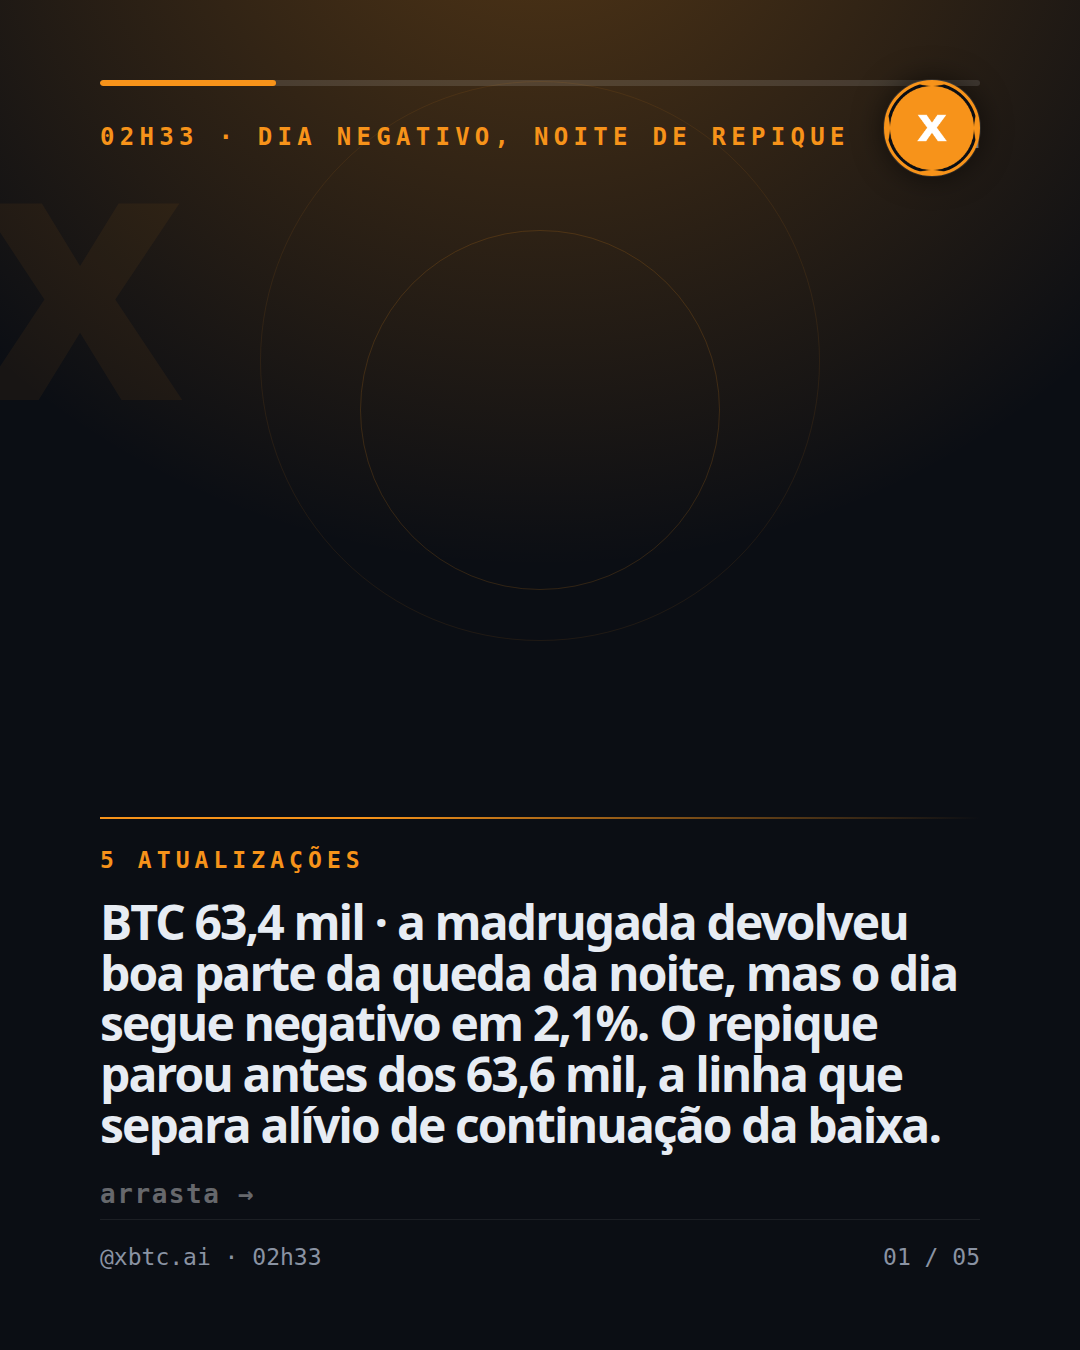 02H33 · DIA NEGATIVO, NOITE DE REPIQUE
X
X
5 ATUALIZAÇÕES
BTC 63,4 mil · a madrugada devolveu
boa parte da queda da noite, mas o dia
segue negativo em 2,1%. O repique
parou antes dos 63,6 mil, a linha que
separa alívio de continuação da baixa.
arrasta →
@xbtc.ai · 02h33
01 / 05